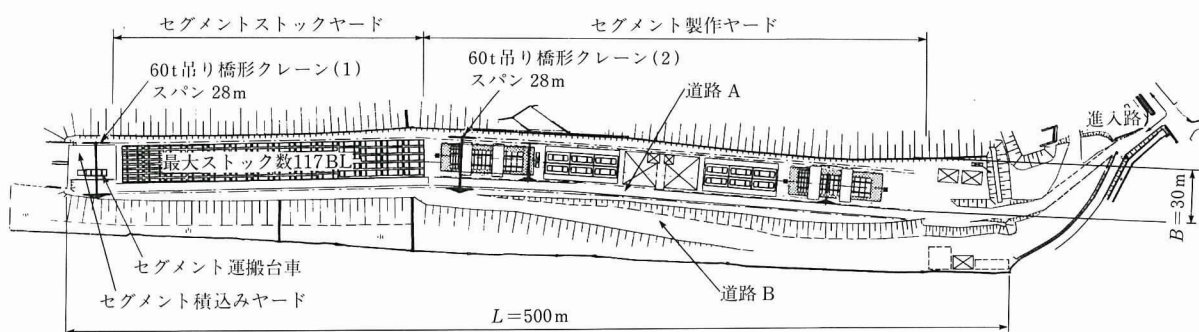 セグメントストックヤード
セグメント製作ヤード
60t吊り橋形クレーン(1)
スパン 28m
60t吊り橋形クレーン(2)
スパン 28m
道路 A
進入路
最大ストック数117BL
B=30m
セグメント運搬台車
セグメント積込みヤード
道路 B
L=500m